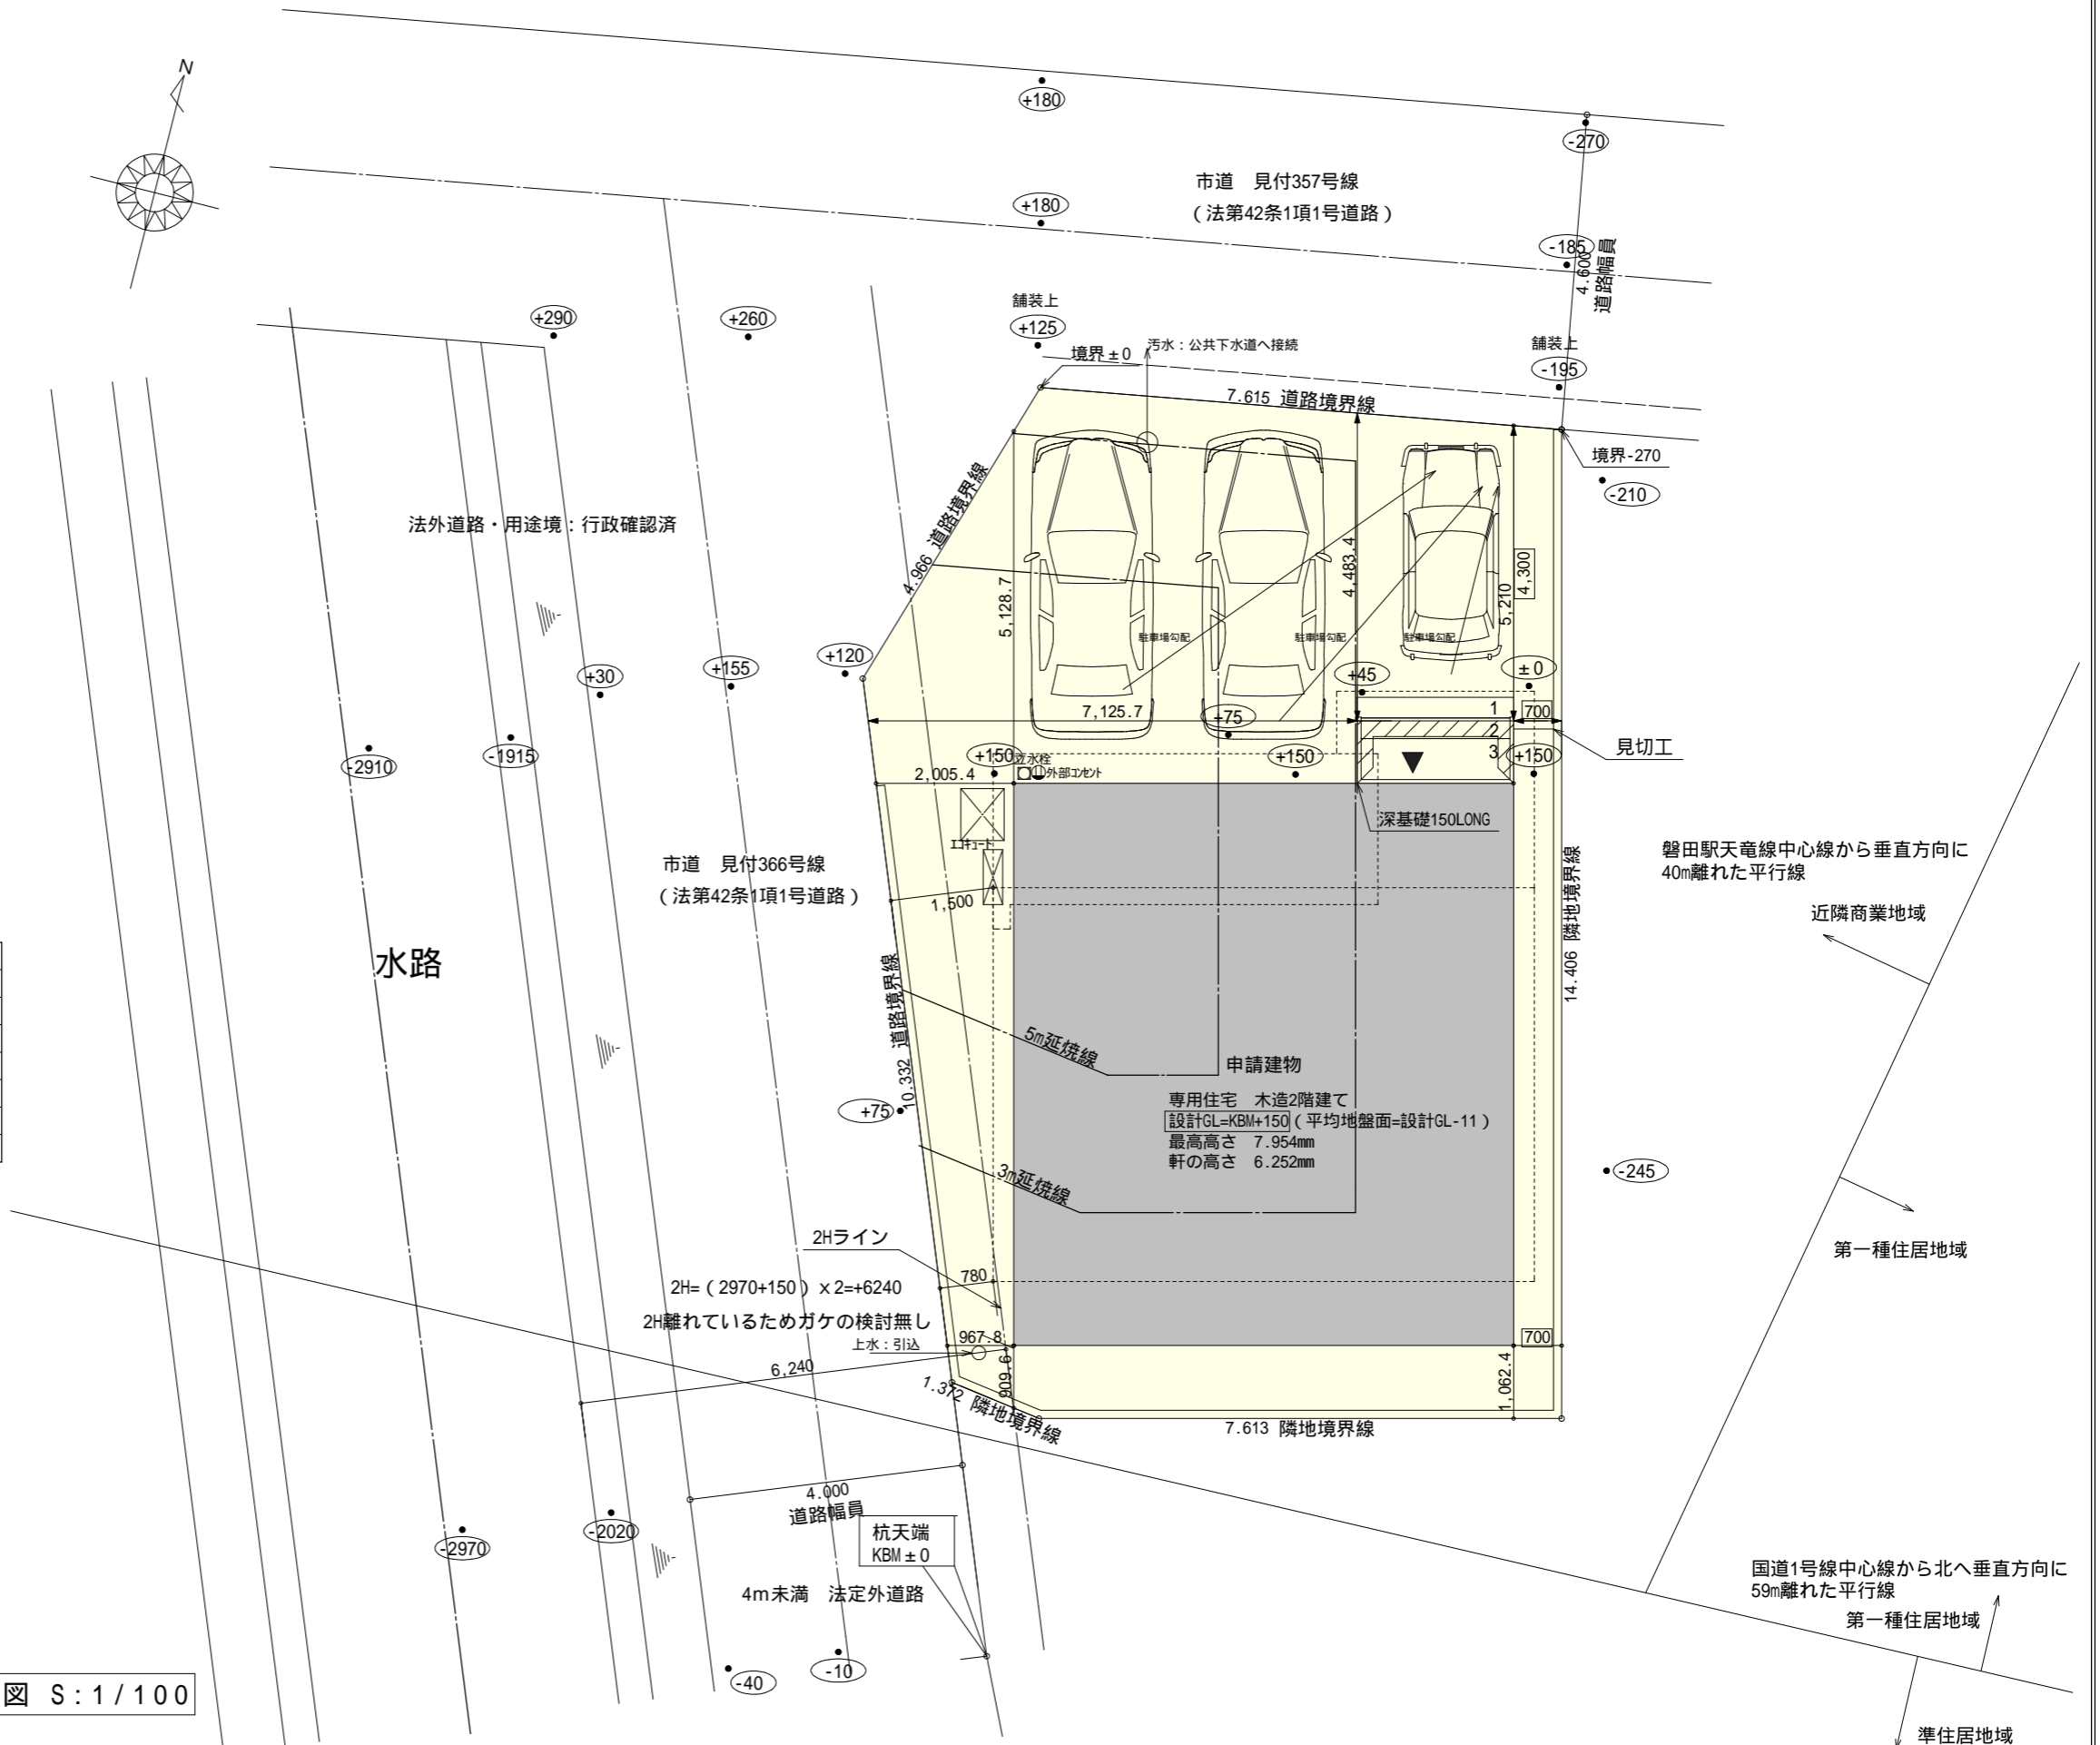 N
+180
-270
市道　見付357号線
（法第42条1項1号道路）
+180
-185
4.600
道路幅員
舗装上
+290
+260
+125
境界±0
汚水：公共下水道へ接続
舗装上
-195
7.615 道路境界線
境界-270
-210
法外道路・用途境：行政確認済
4.966 道路境界線
5,128.7
4,483.4
5,210
4,300
駐車場勾配
駐車場勾配
駐車場勾配
+120
+155
+30
+45
±0
7,125.7
+75
1
700
2
3
見切工
-2910
-1915
+150
立水栓
外部コンセント
+150
+150
2,005.4
深基礎150LONG
エコキュート
市道　見付366号線
（法第42条1項1号道路）
1,500
14.406 隣地境界線
磐田駅天竜線中心線から垂直方向に
40m離れた平行線
近隣商業地域
水路
10.332 道路境界線
5m延焼線
申請建物
専用住宅　木造2階建て
設計GL=KBM+150（平均地盤面=設計GL-11）
最高高さ　7.954mm
軒の高さ　6.252mm
+75
3m延焼線
-245
2Hライン
第一種住居地域
780
2H=（2970+150）×2=+6240
2H離れているためガケの検討無し
上水：引込
967.8
700
6,240
909.6
1,062.4
1.372 隣地境界線
7.613 隣地境界線
4.000
道路幅員
杭天端
KBM±0
-2970
-2020
4m未満　法定外道路
国道1号線中心線から北へ垂直方向に
59m離れた平行線
第一種住居地域
-40
-10
図 S:1/100
準住居地域